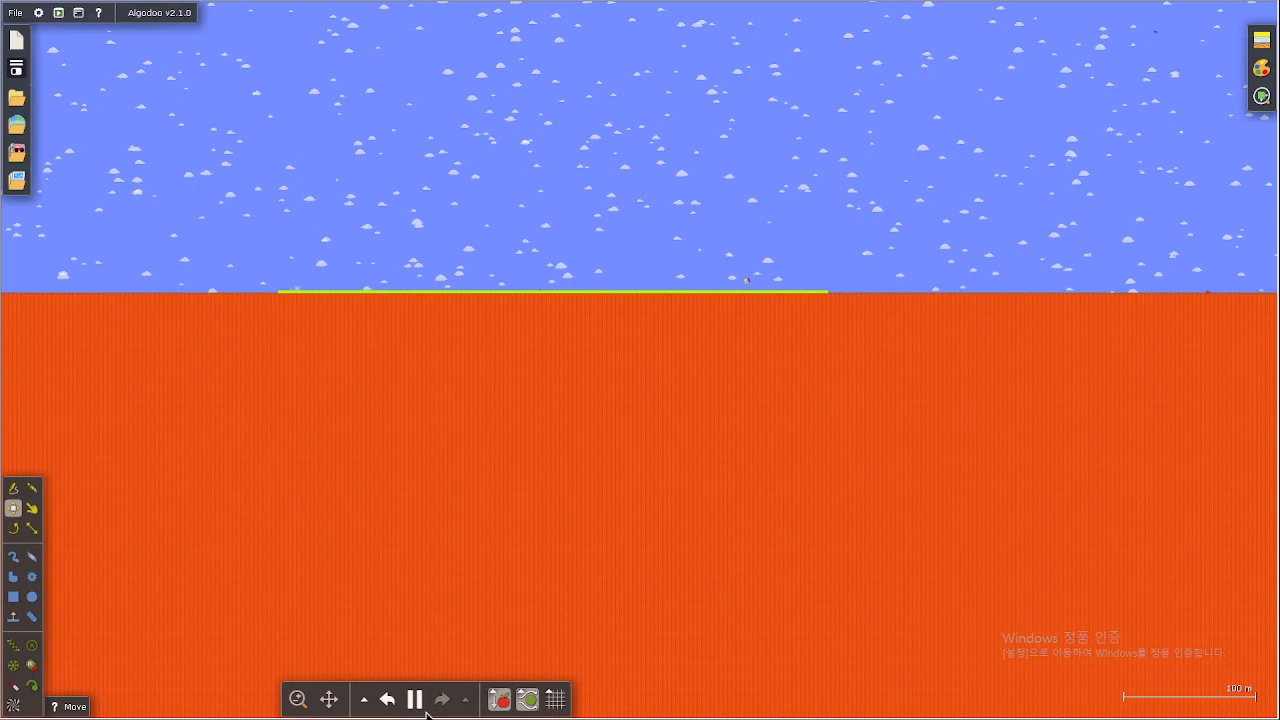 File
?
Algodoo v2.1.0
Windows 정품 인증
[설정]으로 이동하여 Windows를 정품 인증합니다.
100 m
? Move